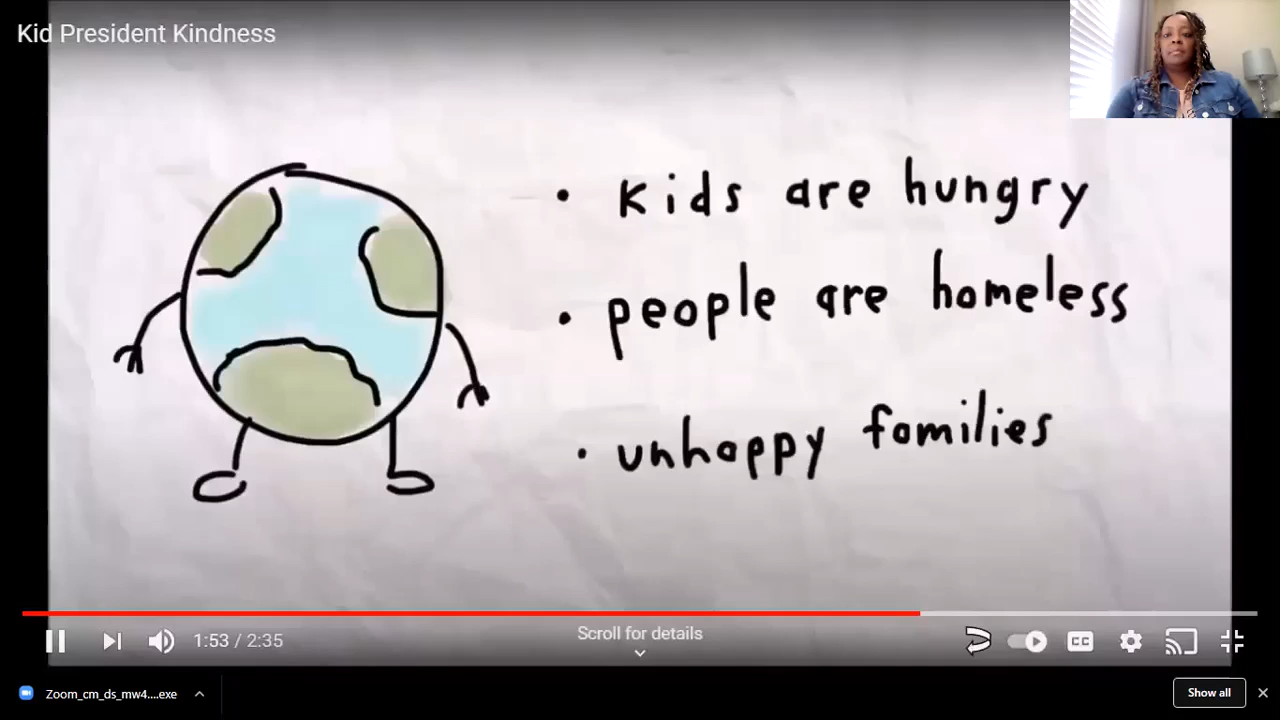 Kid President Kindness
• kids are hungry
• people are homeless
• unhappy families
1:53 / 2:35
Scroll for details
CC
Zoom_cm_ds_mw4....exe
Show all